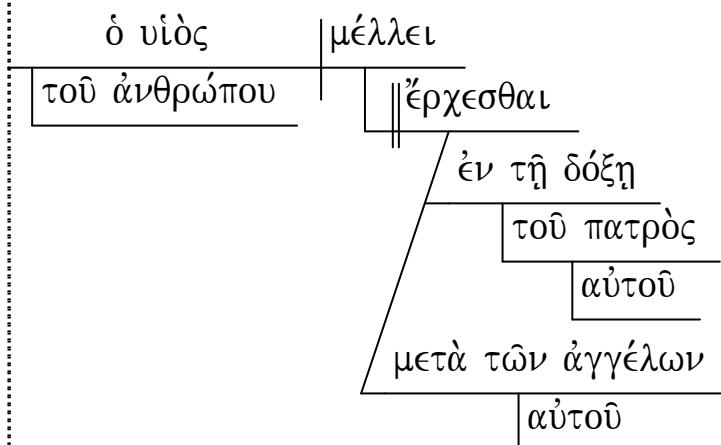 ὁ υἱὸς μέλλει
τοῦ ἀνθρώπου ἔρχεσθαι
ἐν τῇ δόξῃ
τοῦ πατρὸς
αὐτοῦ
μετὰ τῶν ἀγγέλων
αὐτοῦ